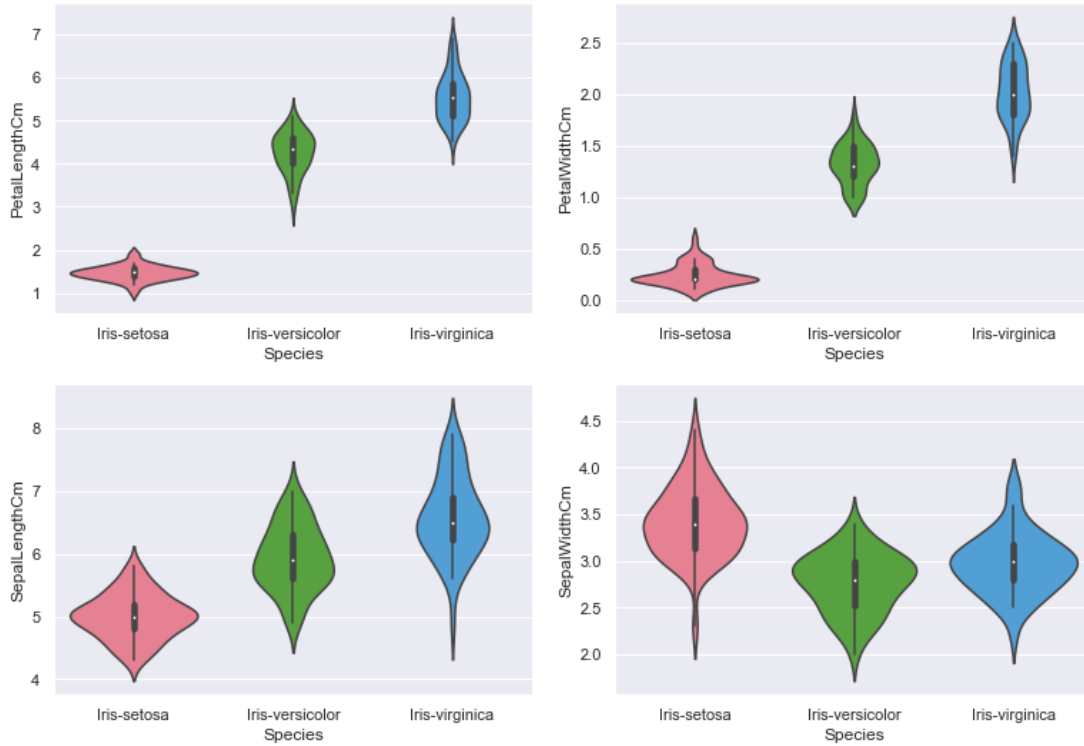 PetalLengthCm
7
6
5
4
3
2
1
Iris-setosa Iris-versicolor Iris-virginica
Species
PetalWidthCm
2.5
2.0
1.5
1.0
0.5
0.0
Iris-setosa Iris-versicolor Iris-virginica
Species
SepalLengthCm
8
7
6
5
4
Iris-setosa Iris-versicolor Iris-virginica
Species
SepalWidthCm
4.5
4.0
3.5
3.0
2.5
2.0
Iris-setosa Iris-versicolor Iris-virginica
Species